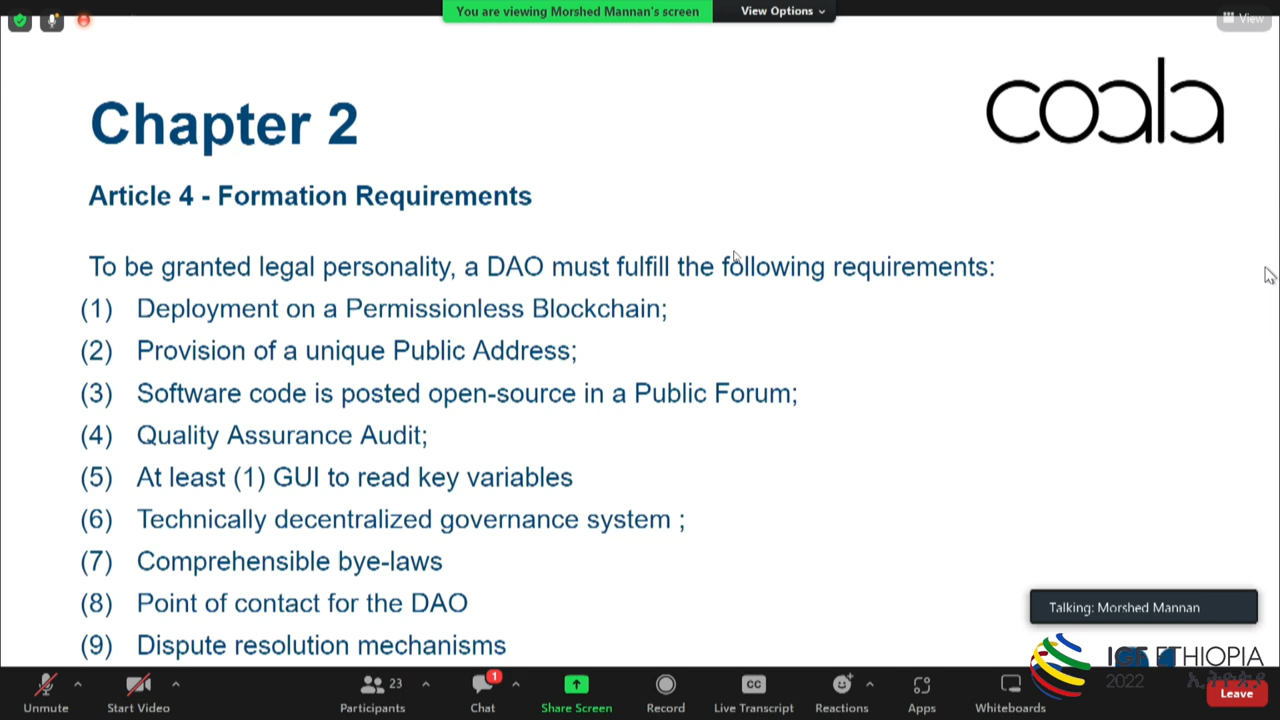 You are viewing Morshed Mannan's screen
View Options
View
coala
Chapter 2
Article 4 - Formation Requirements
To be granted legal personality, a DAO must fulfill the following requirements:
(1) Deployment on a Permissionless Blockchain;
(2) Provision of a unique Public Address;
(3) Software code is posted open-source in a Public Forum;
(4) Quality Assurance Audit;
(5) At least (1) GUI to read key variables
(6) Technically decentralized governance system ;
(7) Comprehensible bye-laws
(8) Point of contact for the DAO
(9) Dispute resolution mechanisms
Talking: Morshed Mannan
IGF ETHIOPIA
2022 ኢትዮጵያ
Unmute
Start Video
23
Participants
1
Chat
Share Screen
Record
CC
Live Transcript
Reactions
Apps
Whiteboards
Leave